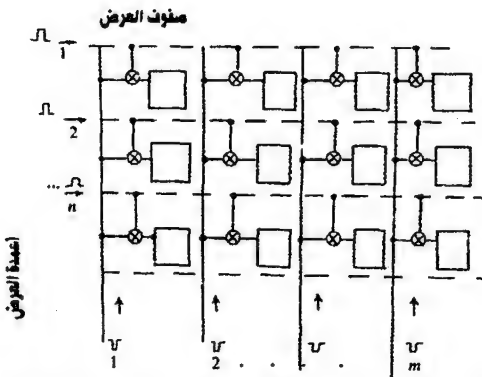 صفوف العرض
1
2
... n
أعمدة العرض
1 2 . . . . m